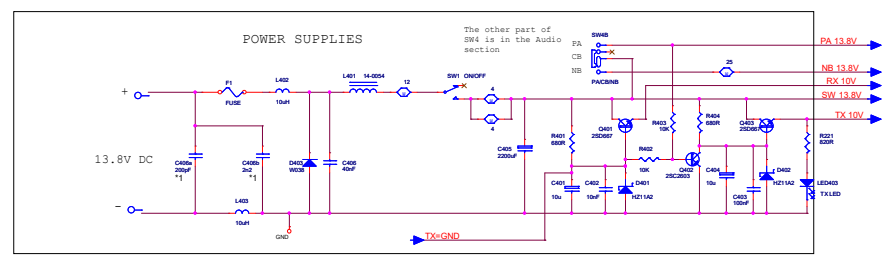 POWER SUPPLIES
The other part of
SW4 is in the Audio
section
SW4B
PA
CB
NB
PA/CB/NB
PA 13.8V
NB 13.8V
RX 10V
SW 13.8V
TX 10V
25
+
F1
FUSE
L402
10uH
L401
14-0054
12
SW1 ON/OFF
4
4
13.8V DC
C406a
200pF
*1
C406b
2n2
*1
D403
W038
C406
40nF
C405
2200uF
R401
680R
Q401
2SD667
R403
10K
R404
680R
Q403
2SD667
R221
820R
R402
10K
Q402
2SC2603
C401
10u
C402
10nF
D401
HZ11A2
C404
10u
C403
100nF
D402
HZ11A2
LED403
TX LED
-
L403
10uH
GND
TX=GND